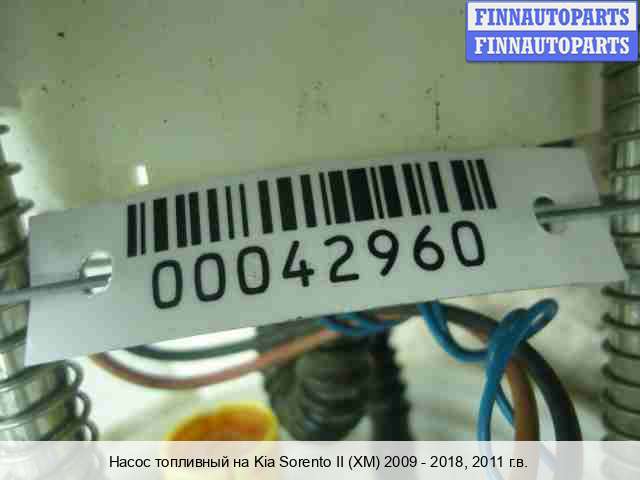 FINNAUTOPARTS
FINNAUTOPARTS
00042960
Насос топливный на Kia Sorento II (XM) 2009 - 2018, 2011 г.в.